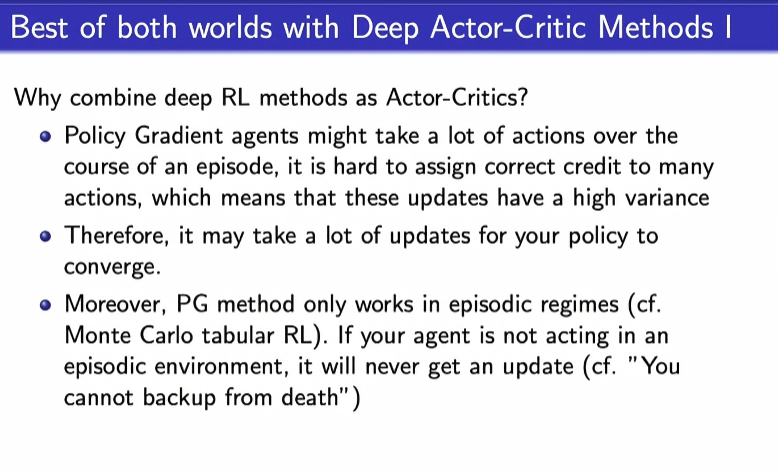 Best of both worlds with Deep Actor-Critic Methods I
Why combine deep RL methods as Actor-Critics?
Policy Gradient agents might take a lot of actions over the
course of an episode, it is hard to assign correct credit to many
actions, which means that these updates have a high variance
Therefore, it may take a lot of updates for your policy to
converge.
Moreover, PG method only works in episodic regimes (cf.
Monte Carlo tabular RL). If your agent is not acting in an
episodic environment, it will never get an update (cf. "You
cannot backup from death")